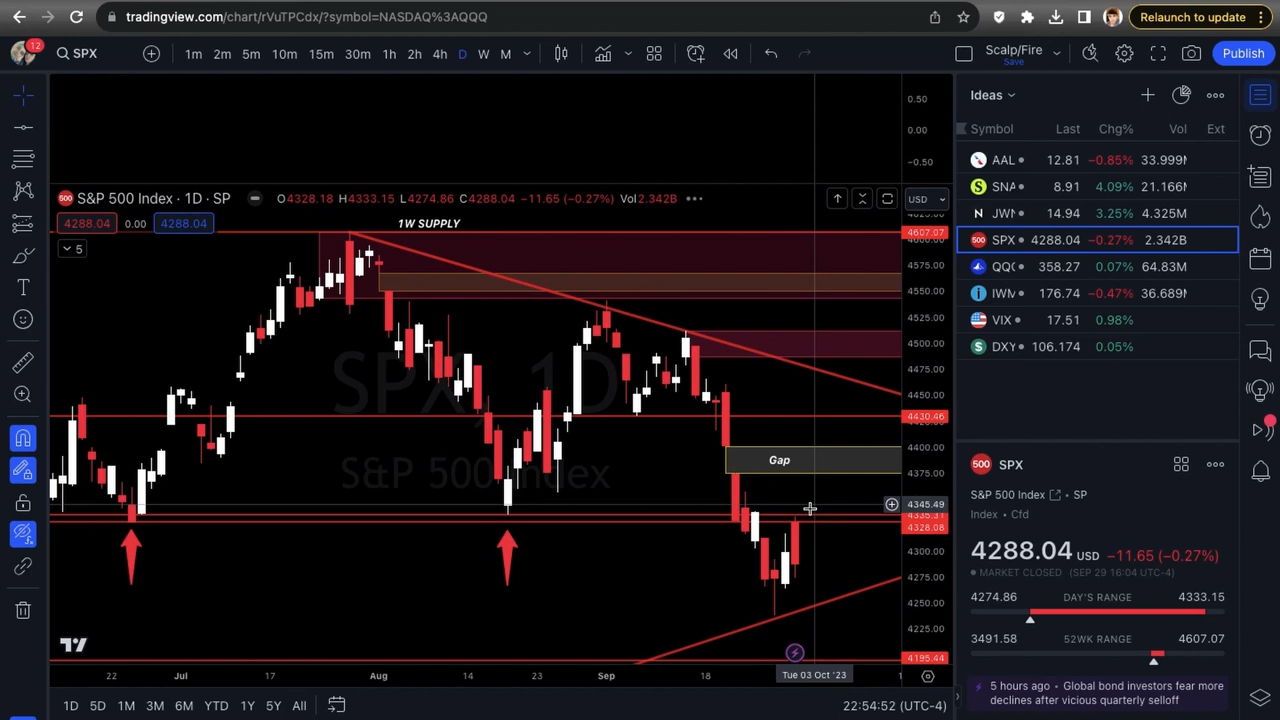 tradingview.com/chart/rVuTPCdx/?symbol=NASDAQ%3AQQQ
Relaunch to update
12
SPX
1m 2m 5m 10m 15m 30m 1h 2h 4h D W M
Scalp/Fire
Save
Publish
Ideas
Symbol Last Chg% Vol Ext
AAL 12.81 −0.85% 33.999M
SNA 8.91 4.09% 21.166M
JWN 14.94 3.25% 4.325M
SPX 4288.04 −0.27% 2.342B
QQQ 358.27 0.07% 64.83M
IWM 176.74 −0.47% 36.689M
VIX 17.51 0.98%
DXY 106.174 0.05%
0.50
0.00
−0.50
500 S&P 500 Index · 1D · SP O4328.18 H4333.15 L4274.86 C4288.04 −11.65 (−0.27%) Vol2.342B
USD
4288.04 0.00 4288.04
5
1W SUPPLY
4607.07
4575.00
4550.00
4525.00
4500.00
4475.00
4450.00
4430.46
4400.00
4375.00
4345.49
4335.31
4328.08
4300.00
4275.00
4250.00
4225.00
4195.44
Gap
SPX, 1D
S&P 500 Index
22 Jul 17 Aug 14 23 Sep 18 Tue 03 Oct '23
1D 5D 1M 3M 6M YTD 1Y 5Y All
22:54:52 (UTC-4)
500 SPX
S&P 500 Index SP
Index Cfd
4288.04 USD −11.65 (−0.27%)
MARKET CLOSED (SEP 29 16:04 UTC-4)
4274.86 DAY'S RANGE 4333.15
3491.58 52WK RANGE 4607.07
5 hours ago Global bond investors fear more
declines after vicious quarterly selloff